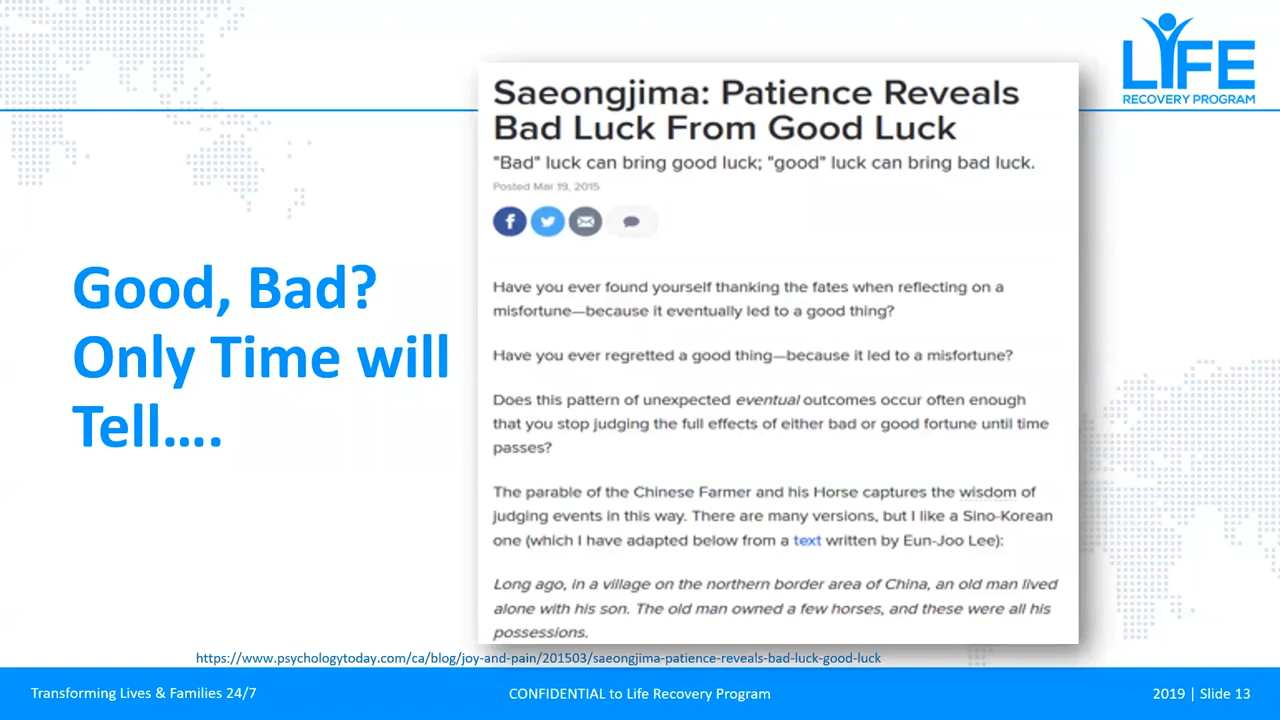 LIFE
RECOVERY PROGRAM
Saeongjima: Patience Reveals
Bad Luck From Good Luck
"Bad" luck can bring good luck; "good" luck can bring bad luck.
Posted Mar 19, 2015
Good, Bad?
Only Time will
Tell....
Have you ever found yourself thanking the fates when reflecting on a
misfortune—because it eventually led to a good thing?
Have you ever regretted a good thing—because it led to a misfortune?
Does this pattern of unexpected eventual outcomes occur often enough
that you stop judging the full effects of either bad or good fortune until time
passes?
The parable of the Chinese Farmer and his Horse captures the wisdom of
judging events in this way. There are many versions, but I like a Sino-Korean
one (which I have adapted below from a text written by Eun-Joo Lee):
Long ago, in a village on the northern border area of China, an old man lived
alone with his son. The old man owned a few horses, and these were all his
possessions.
https://www.psychologytoday.com/ca/blog/joy-and-pain/201503/saeongjima-patience-reveals-bad-luck-good-luck
Transforming Lives & Families 24/7
CONFIDENTIAL to Life Recovery Program
2019 | Slide 13